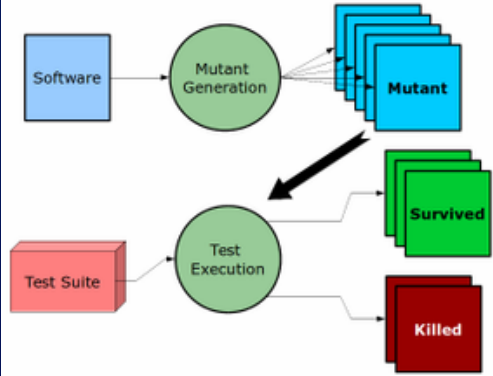 Software
Mutant
Generation
Mutant
Survived
Test
Execution
Test Suite
Killed